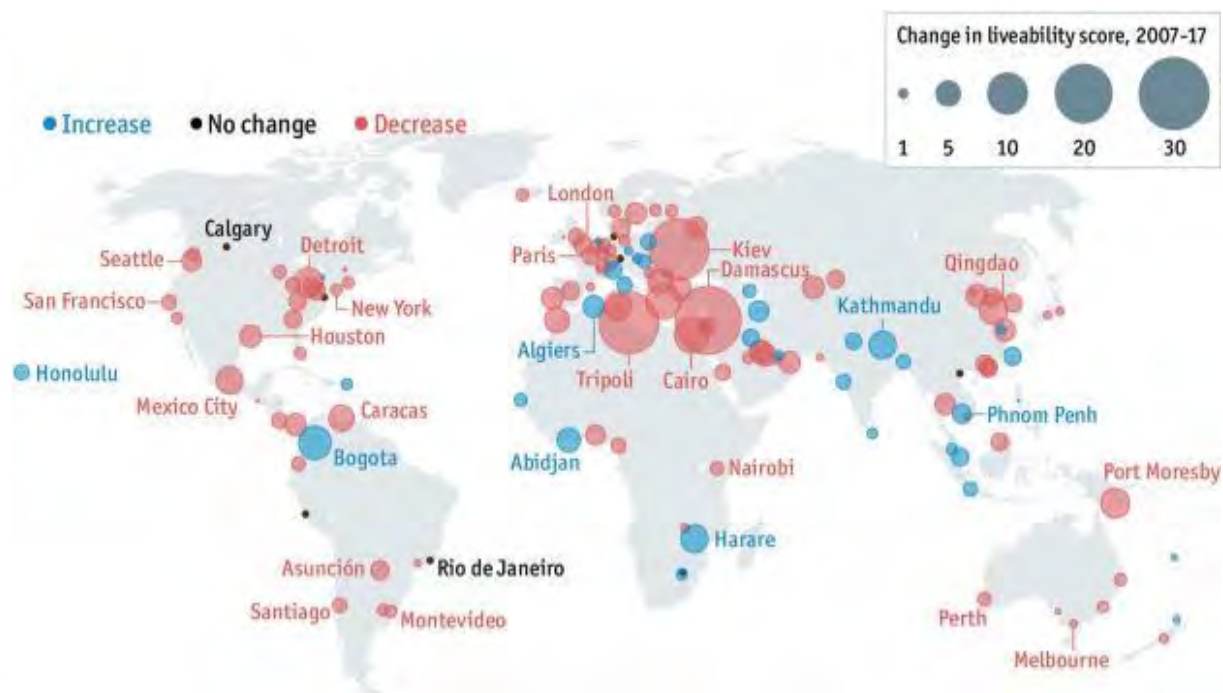 Change in liveability score, 2007-17
1 5 10 20 30
Increase No change Decrease
London
Calgary
Detroit
Paris
Kiev
Seattle
Damascus
Qingdao
San Francisco
New York
Kathmandu
Houston
Algiers
Honolulu
Tripoli
Cairo
Mexico City
Caracas
Phnom Penh
Bogota
Abidjan
Nairobi
Port Moresby
Harare
Asunción
Rio de Janeiro
Santiago
Montevideo
Perth
Melbourne